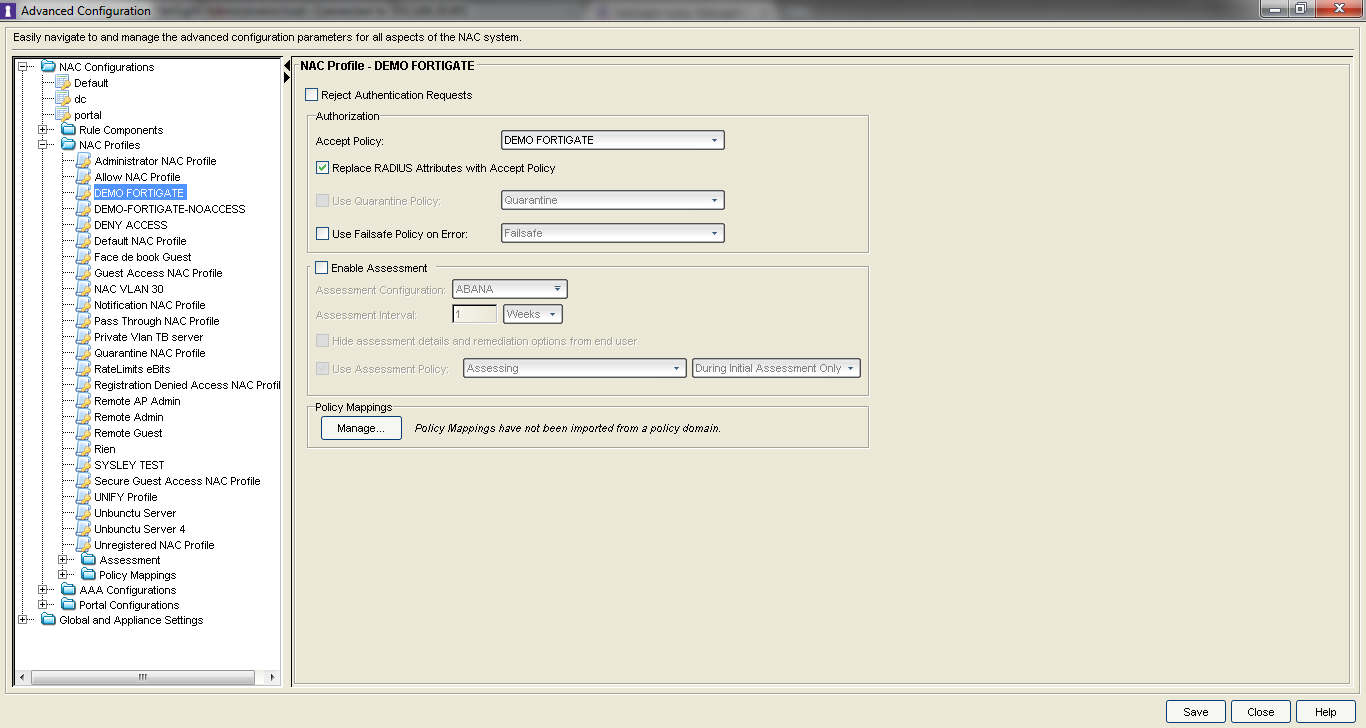 Advanced Configuration
Easily navigate to and manage the advanced configuration parameters for all aspects of the NAC system.
NAC Configurations
Default
dc
portal
Rule Components
NAC Profiles
Administrator NAC Profile
Allow NAC Profile
DEMO FORTIGATE
DEMO-FORTIGATE-NOACCESS
DENY ACCESS
Default NAC Profile
Face de book Guest
Guest Access NAC Profile
NAC VLAN 30
Notification NAC Profile
Pass Through NAC Profile
Private Vlan TB server
Quarantine NAC Profile
RateLimits eBits
Registration Denied Access NAC Profil
Remote AP Admin
Remote Admin
Remote Guest
Rien
SYSLEY TEST
Secure Guest Access NAC Profile
UNIFY Profile
Unbunctu Server
Unbunctu Server 4
Unregistered NAC Profile
Assessment
Policy Mappings
AAA Configurations
Portal Configurations
Global and Appliance Settings
NAC Profile - DEMO FORTIGATE
Reject Authentication Requests
Authorization
Accept Policy: DEMO FORTIGATE
Replace RADIUS Attributes with Accept Policy
Use Quarantine Policy: Quarantine
Use Failsafe Policy on Error: Failsafe
Enable Assessment
Assessment Configuration: ABANA
Assessment Interval: 1 Weeks
Hide assessment details and remediation options from end user
Use Assessment Policy: Assessing During Initial Assessment Only
Policy Mappings
Manage... Policy Mappings have not been imported from a policy domain.
Save Close Help